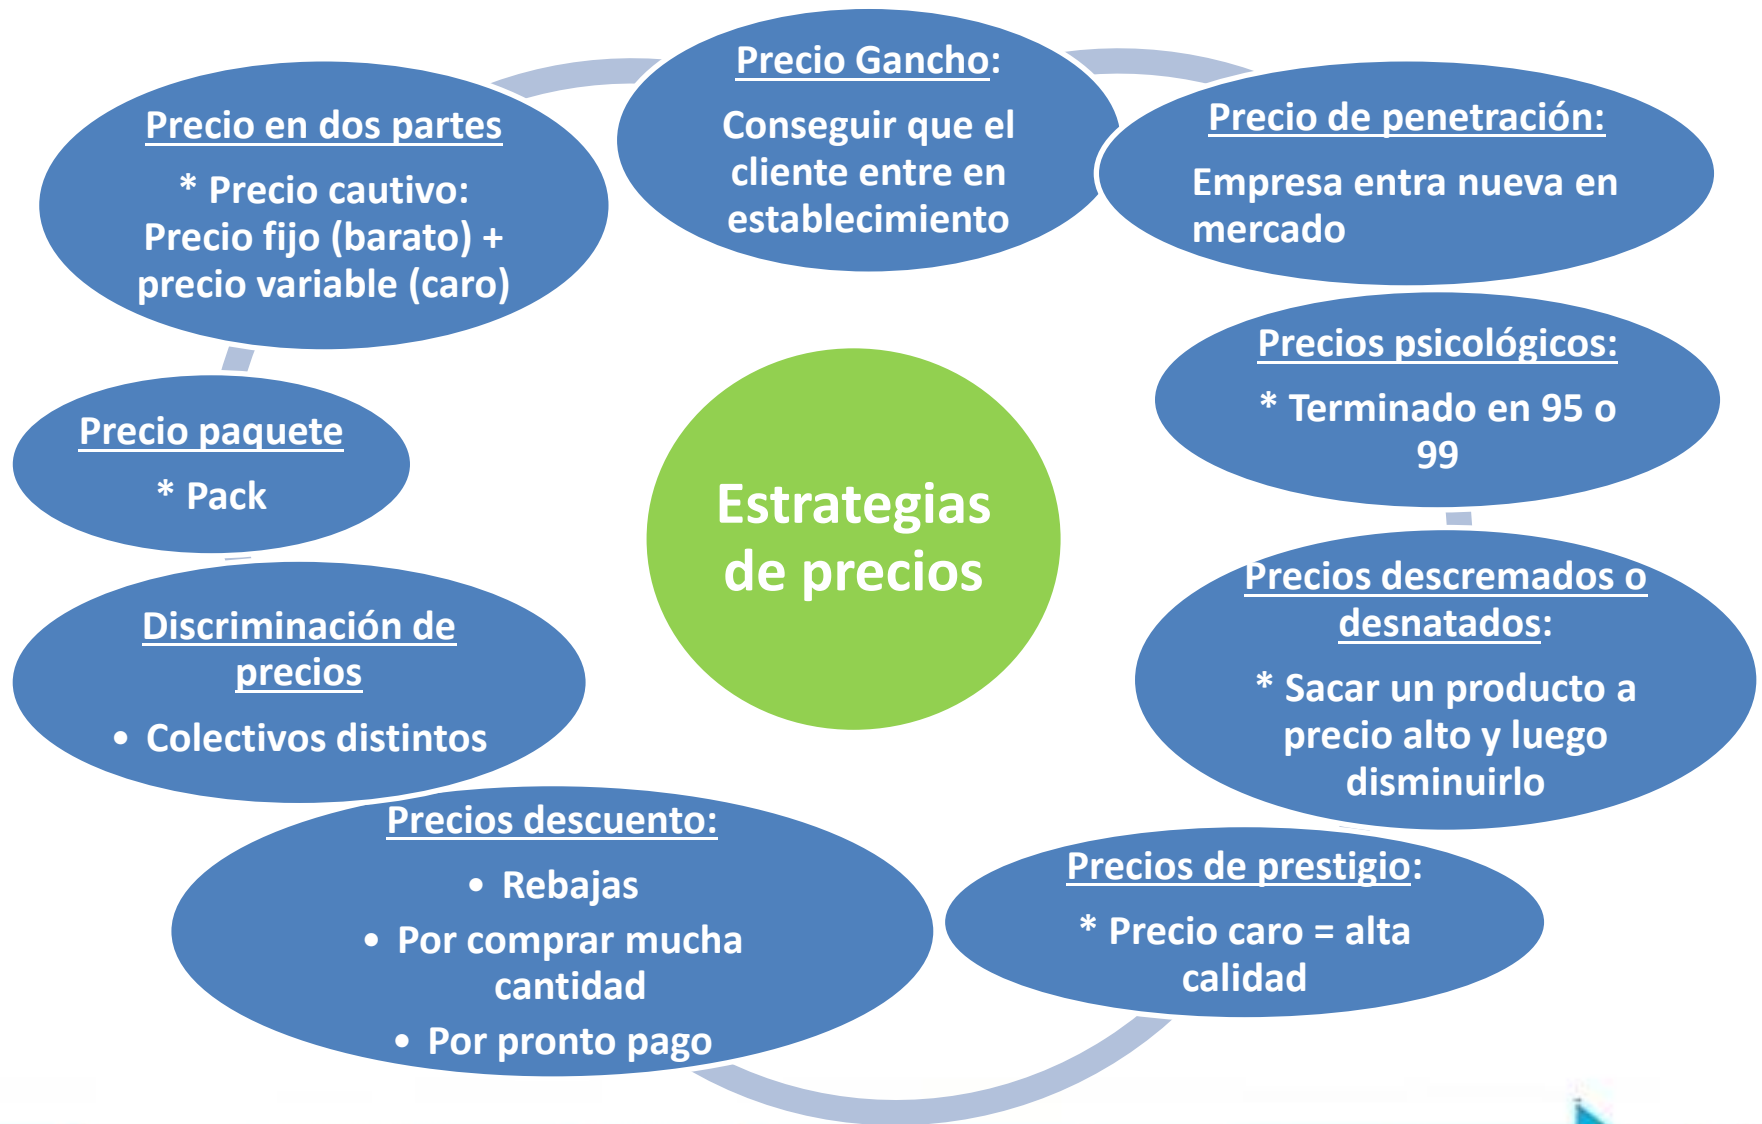 Precio Gancho:
Conseguir que el
cliente entre en
establecimiento
Precio de penetración:
Empresa entra nueva en
mercado
Precios psicológicos:
* Terminado en 95 o
99
Precios descremados o
desnatados:
* Sacar un producto a
precio alto y luego
disminuirlo
Precios de prestigio:
* Precio caro = alta
calidad
Precios descuento:
• Rebajas
• Por comprar mucha
cantidad
• Por pronto pago
Discriminación de
precios
• Colectivos distintos
Precio paquete
* Pack
Precio en dos partes
* Precio cautivo:
Precio fijo (barato) +
precio variable (caro)
Estrategias
de precios